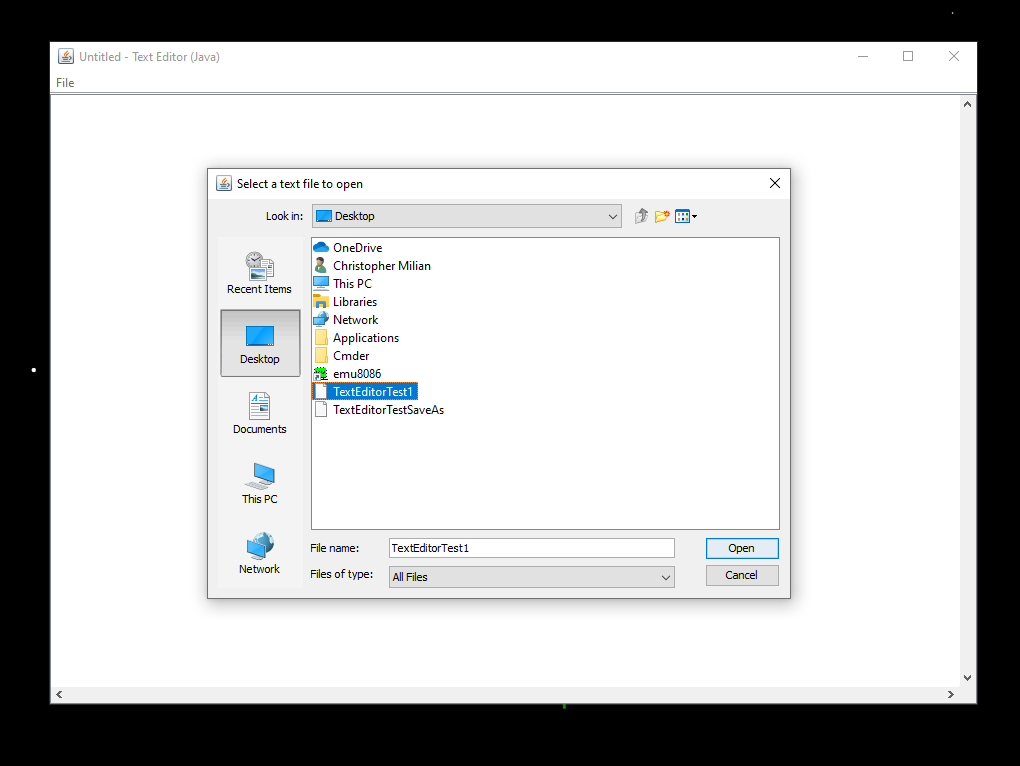 Untitled - Text Editor (Java)
File
Select a text file to open
Look in: Desktop
Recent Items
Desktop
Documents
This PC
Network
OneDrive
Christopher Milian
This PC
Libraries
Network
Applications
Cmder
emu8086
TextEditorTest1
TextEditorTestSaveAs
File name: TextEditorTest1 Open
Files of type: All Files Cancel